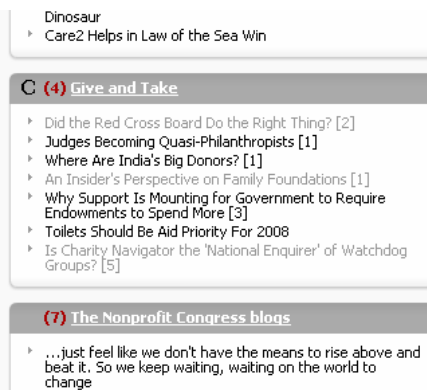 Dinosaur
Care2 Helps in Law of the Sea Win
C (4) Give and Take
Did the Red Cross Board Do the Right Thing? [2]
Judges Becoming Quasi-Philanthropists [1]
Where Are India's Big Donors? [1]
An Insider's Perspective on Family Foundations [1]
Why Support Is Mounting for Government to Require
Endowments to Spend More [3]
Toilets Should Be Aid Priority For 2008
Is Charity Navigator the 'National Enquirer' of Watchdog
Groups? [5]
(7) The Nonprofit Congress blogs
...just feel like we don't have the means to rise above and
beat it. So we keep waiting, waiting on the world to
change